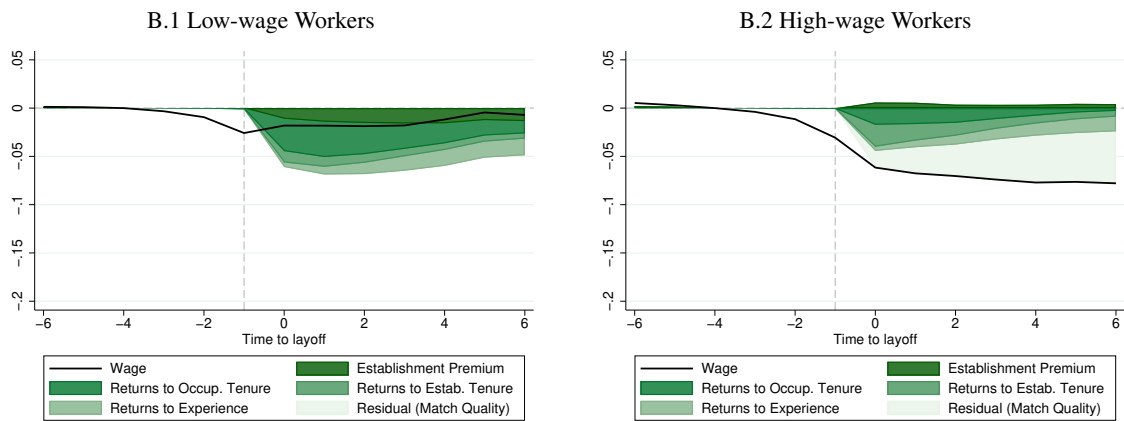 B.1 Low-wage Workers
.05
0
-.05
-.1
-.15
-.2
-6 -4 -2 0 2 4 6
Time to layoff
Wage Establishment Premium
Returns to Occup. Tenure Returns to Estab. Tenure
Returns to Experience Residual (Match Quality)
B.2 High-wage Workers
.05
0
-.05
-.1
-.15
-.2
-6 -4 -2 0 2 4 6
Time to layoff
Wage Establishment Premium
Returns to Occup. Tenure Returns to Estab. Tenure
Returns to Experience Residual (Match Quality)